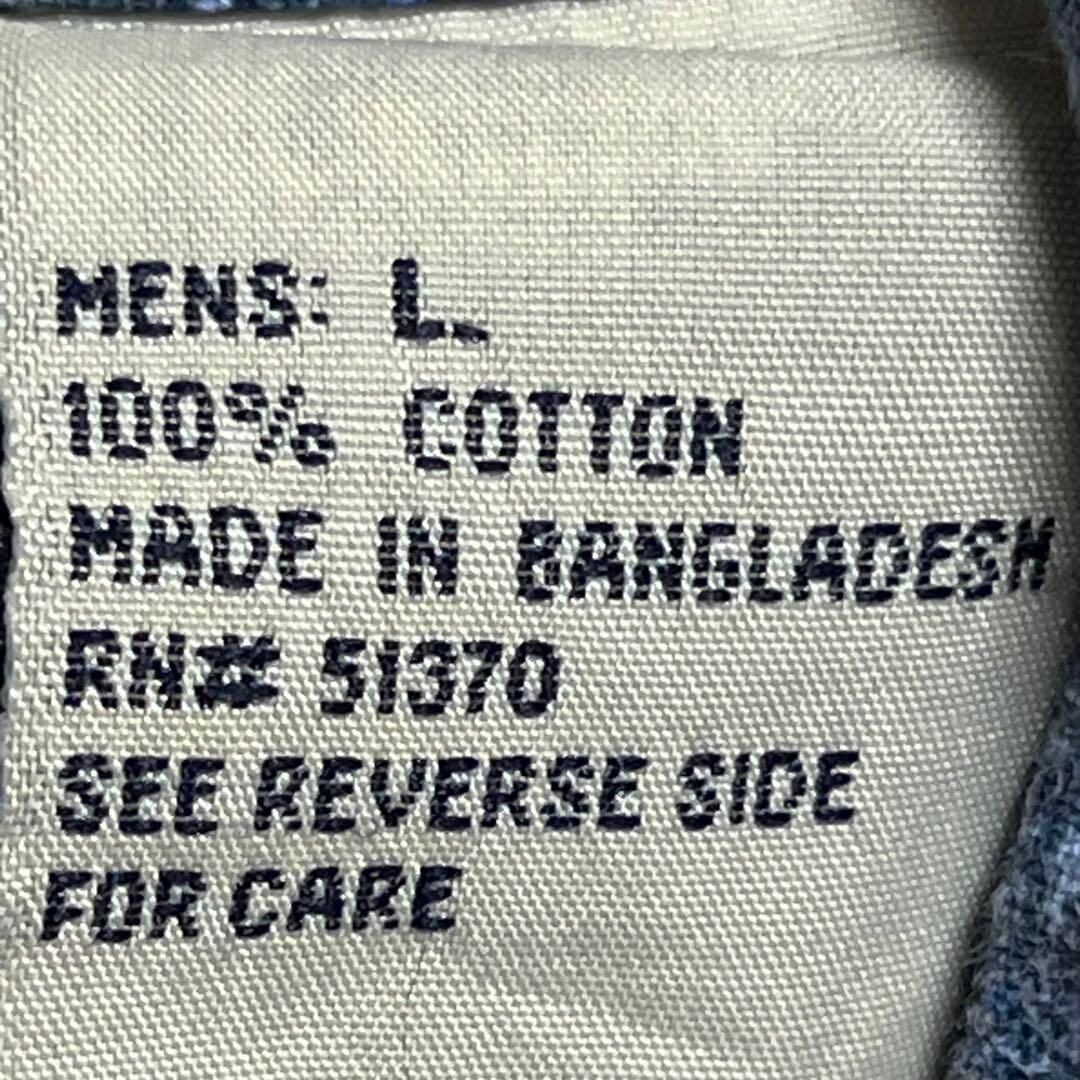 MENS: L.
100% COTTON
MADE IN BANGLADESH
RN# 51370
SEE REVERSE SIDE
FOR CARE